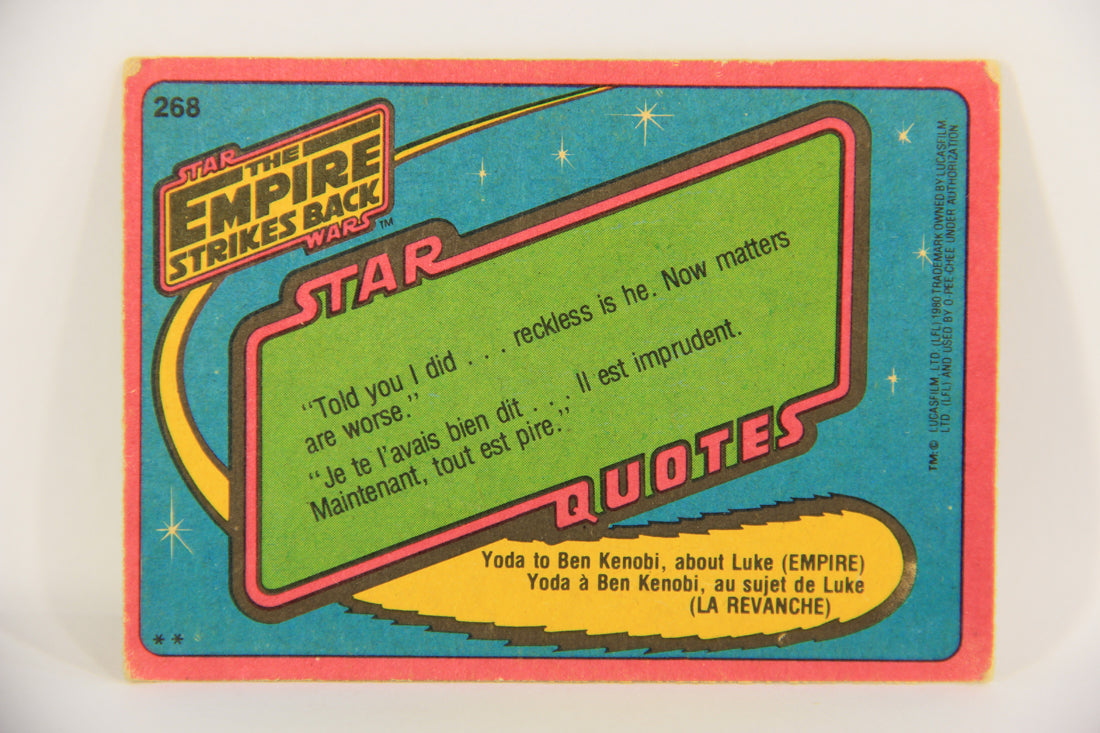 268
STAR
THE
EMPIRE
STRIKES BACK
WARS ™
STAR
"Told you I did . . . reckless is he. Now matters
are worse."
"Je te l'avais bien dit . . . Il est imprudent.
Maintenant, tout est pire."
QUOTES
Yoda to Ben Kenobi, about Luke (EMPIRE)
Yoda à Ben Kenobi, au sujet de Luke
(LA REVANCHE)
**
TM: © LUCASFILM, LTD. (LFL) 1980 TRADEMARK OWNED BY LUCASFILM,
LTD. (LFL) AND USED BY O-PEE-CHEE UNDER AUTHORIZATION